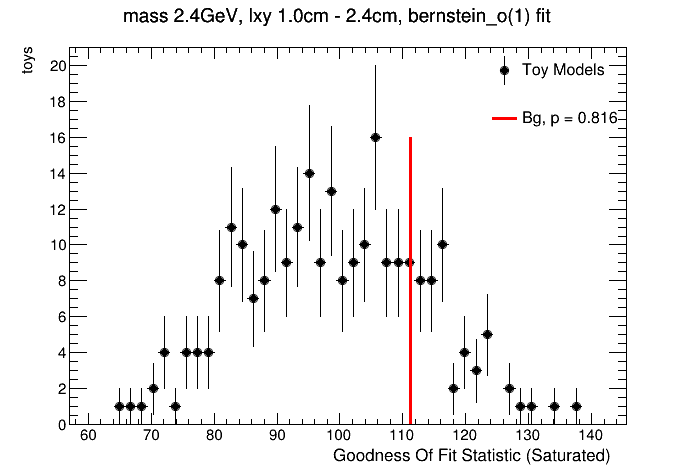 mass 2.4GeV, lxy 1.0cm - 2.4cm, bernstein_o(1) fit
toys
20
18
16
14
12
10
8
6
4
2
0
Toy Models
Bg, p = 0.816
60 70 80 90 100 110 120 130 140
Goodness Of Fit Statistic (Saturated)